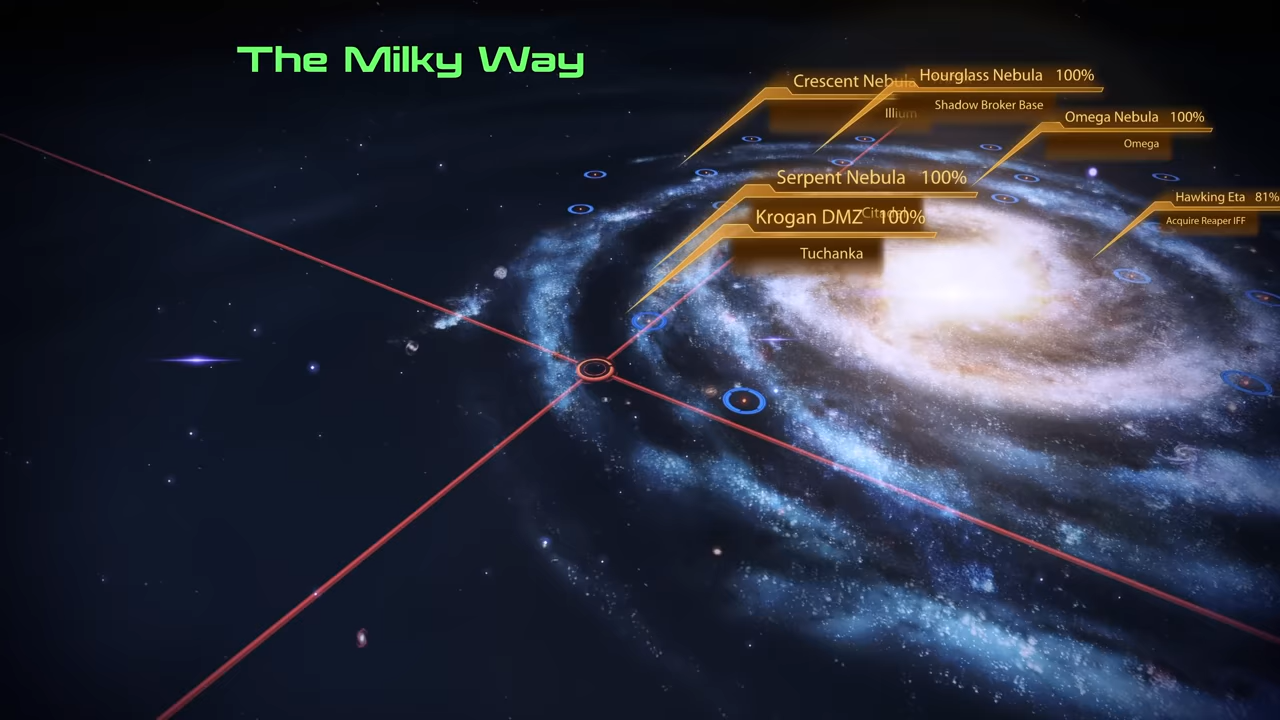 The Milky Way
Crescent Nebula
Illium
Hourglass Nebula 100%
Shadow Broker Base
Omega Nebula 100%
Omega
Serpent Nebula 100%
Citadel
Krogan DMZ 100%
Tuchanka
Hawking Eta 81%
Acquire Reaper IFF